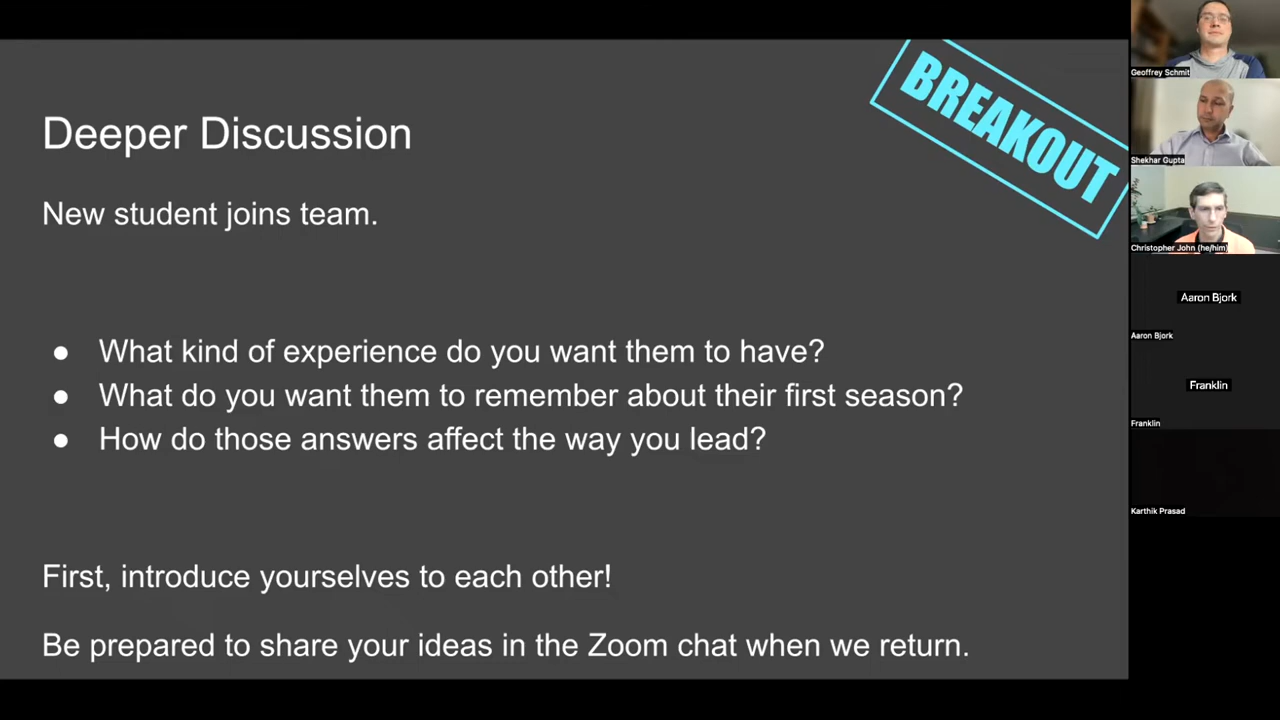 BREAKOUT
Deeper Discussion
New student joins team.
● What kind of experience do you want them to have?
● What do you want them to remember about their first season?
● How do those answers affect the way you lead?
First, introduce yourselves to each other!
Be prepared to share your ideas in the Zoom chat when we return.
Geoffrey Schmit
Shekhar Gupta
Christopher John (he/him)
Aaron Bjork
Aaron Bjork
Franklin
Franklin
Karthik Prasad